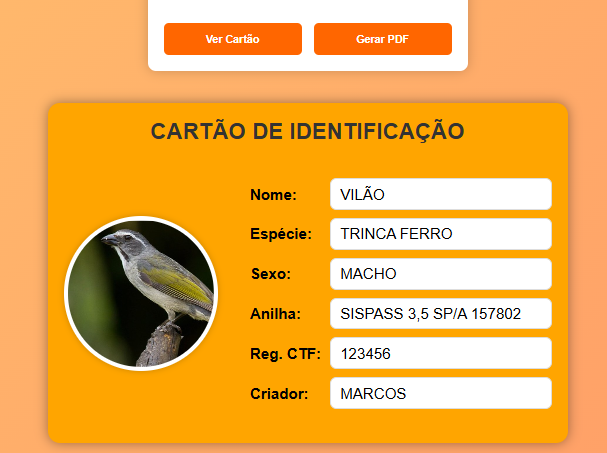 Ver Cartão Gerar PDF
CARTÃO DE IDENTIFICAÇÃO
Nome: VILÃO
Espécie: TRINCA FERRO
Sexo: MACHO
Anilha: SISPASS 3,5 SP/A 157802
Reg. CTF: 123456
Criador: MARCOS